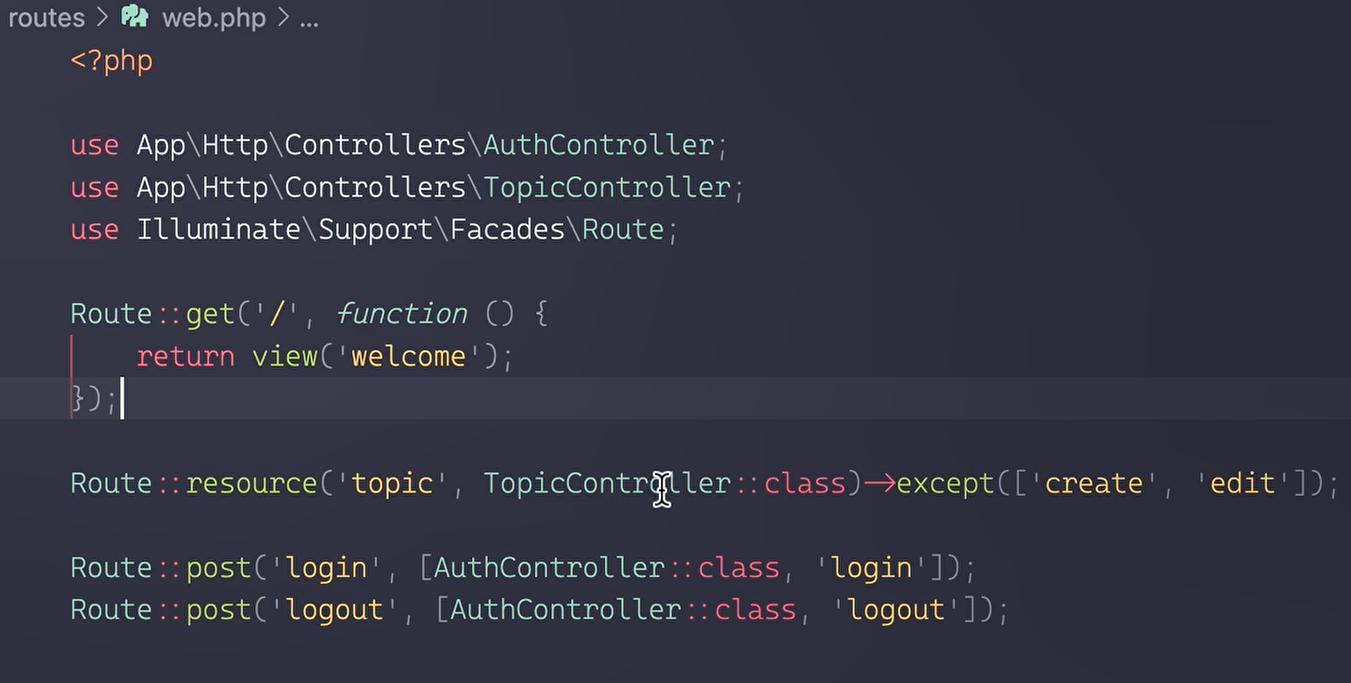 routes > web.php > ...
<?php
use App\Http\Controllers\AuthController;
use App\Http\Controllers\TopicController;
use Illuminate\Support\Facades\Route;
Route::get('/', function () {
    return view('welcome');
});
Route::resource('topic', TopicController::class)->except(['create', 'edit']);
Route::post('login', [AuthController::class, 'login']);
Route::post('logout', [AuthController::class, 'logout']);